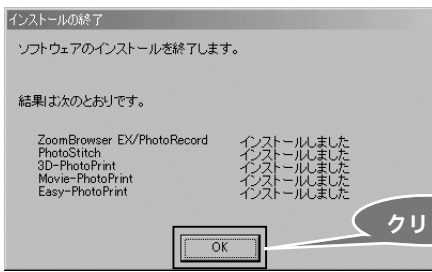 インストールの終了
ソフトウェアのインストールを終了します。
結果は次のとおりです。
ZoomBrowser EX/PhotoRecord インストールしました
PhotoStitch インストールしました
3D-PhotoPrint インストールしました
Movie-PhotoPrint インストールしました
Easy-PhotoPrint インストールしました
OK
クリ